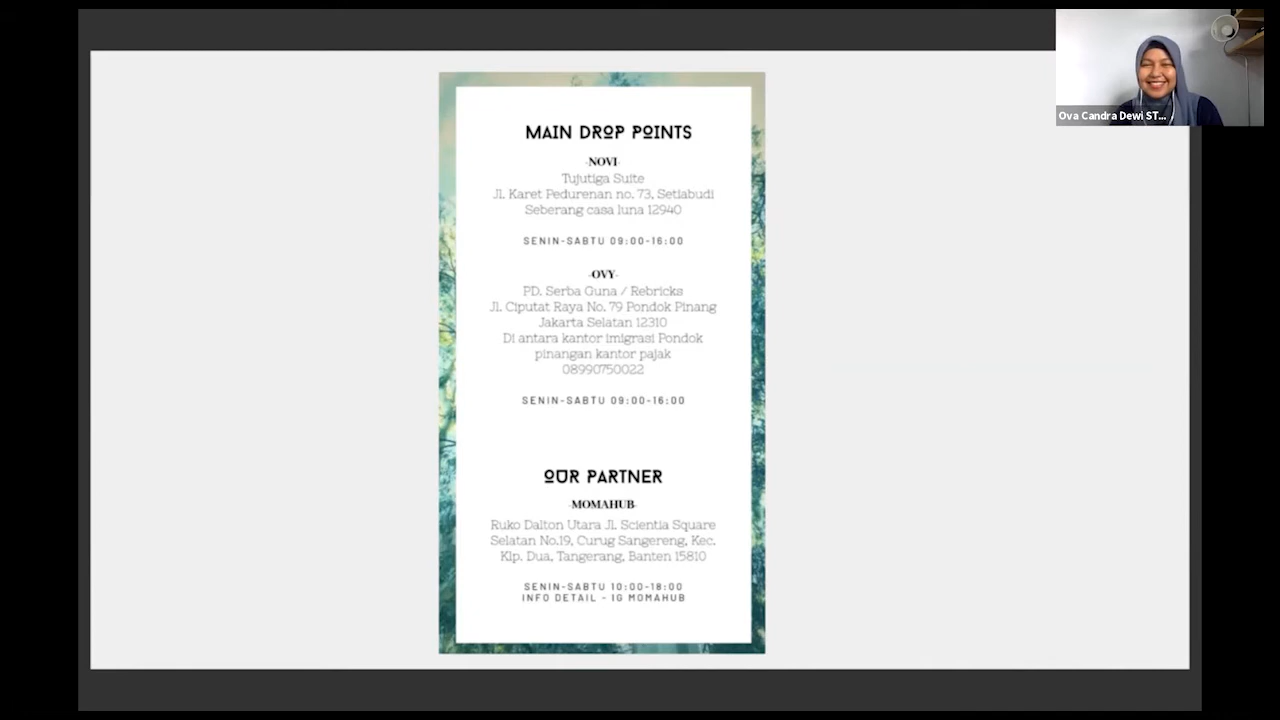 MAIN DROP POINTS
-NOVI-
Tujutiga Suite
Jl. Karet Pedurenan no. 73, Setiabudi
Seberang casa luna 12940
SENIN-SABTU 09:00-16:00
-OVY-
PD. Serba Guna / Rebricks
Jl. Ciputat Raya No. 79 Pondok Pinang
Jakarta Selatan 12310
Di antara kantor imigrasi Pondok
pinangan kantor pajak
08990750022
SENIN-SABTU 09:00-16:00
OUR PARTNER
-MOMAHUB-
Ruko Dalton Utara Jl. Scientia Square
Selatan No.19, Curug Sangereng, Kec.
Klp. Dua, Tangerang, Banten 15810
SENIN-SABTU 10:00-18:00
INFO DETAIL - IG MOMAHUB
Ova Candra Dewi ST...